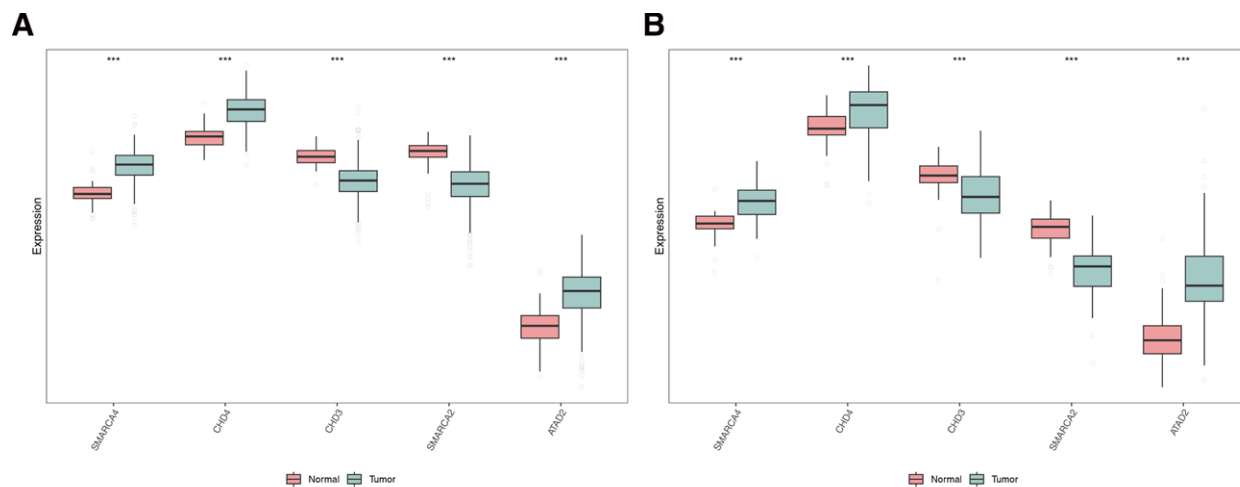 A
B
*** *** *** *** ***
*** *** *** *** ***
Expression
Expression
SMARCA4
CHD4
CHD3
SMARCA2
ATAD2
SMARCA4
CHD4
CHD3
SMARCA2
ATAD2
Normal Tumor
Normal Tumor